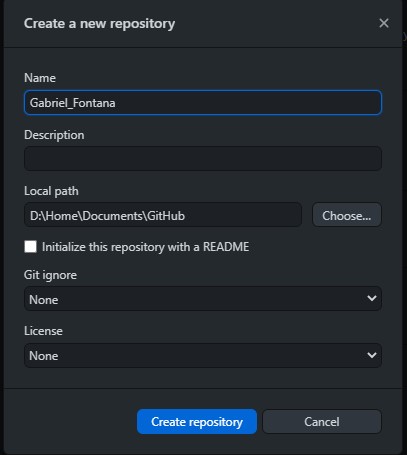 Create a new repository
Name
Gabriel_Fontana
Description
Local path
D:\Home\Documents\GitHub
Choose...
Initialize this repository with a README
Git ignore
None
License
None
Create repository
Cancel